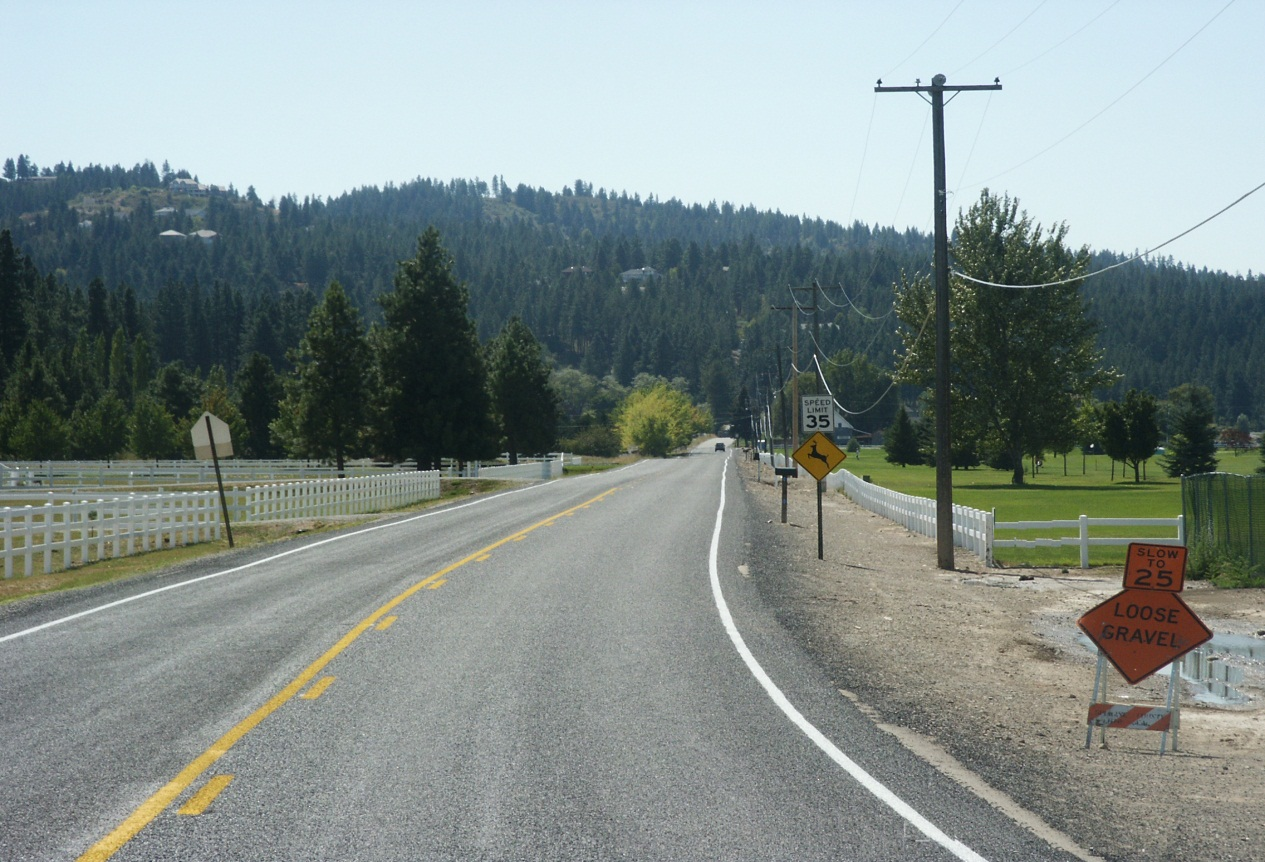 SPEED
LIMIT
35
SLOW
TO
25
LOOSE
GRAVEL